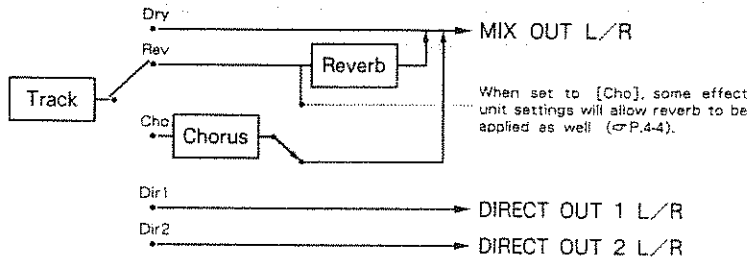 Dry
MIX OUT L/R
Rev
Reverb
Track
When set to [Cho], some effect
unit settings will allow reverb to be
applied as well (☞P.4-4).
Cho
Chorus
Dir1
DIRECT OUT 1 L/R
Dir2
DIRECT OUT 2 L/R